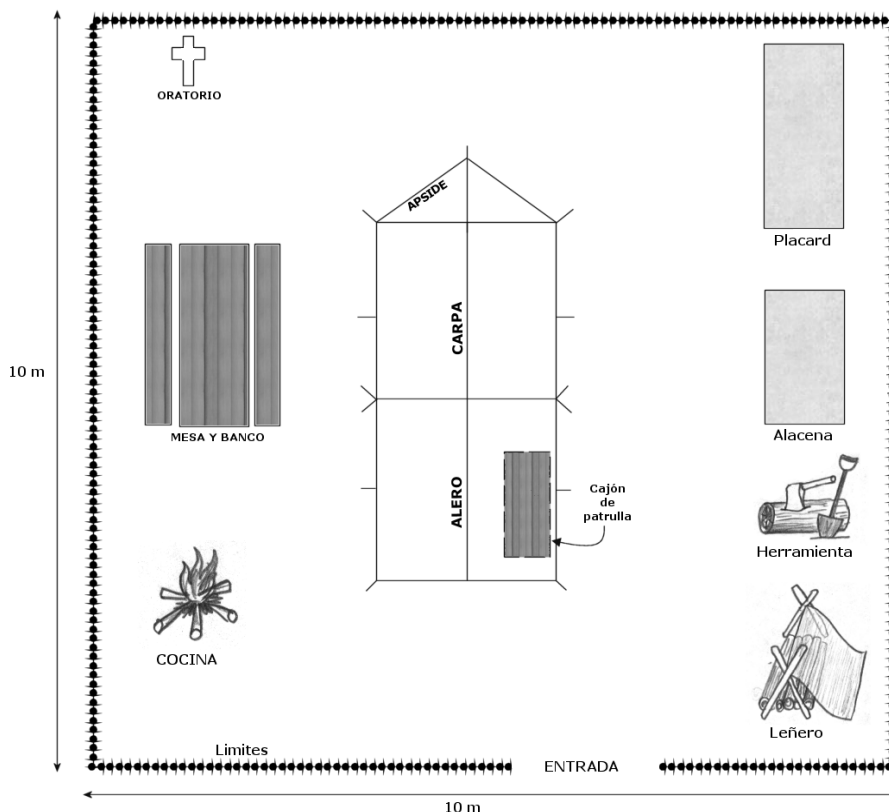 ORATORIO
APSIDE
Placard
CARPA
10 m
MESA Y BANCO
Alacena
ALERO
Cajón
de
patrulla
Herramienta
COCINA
Leñero
Limites
ENTRADA
10 m